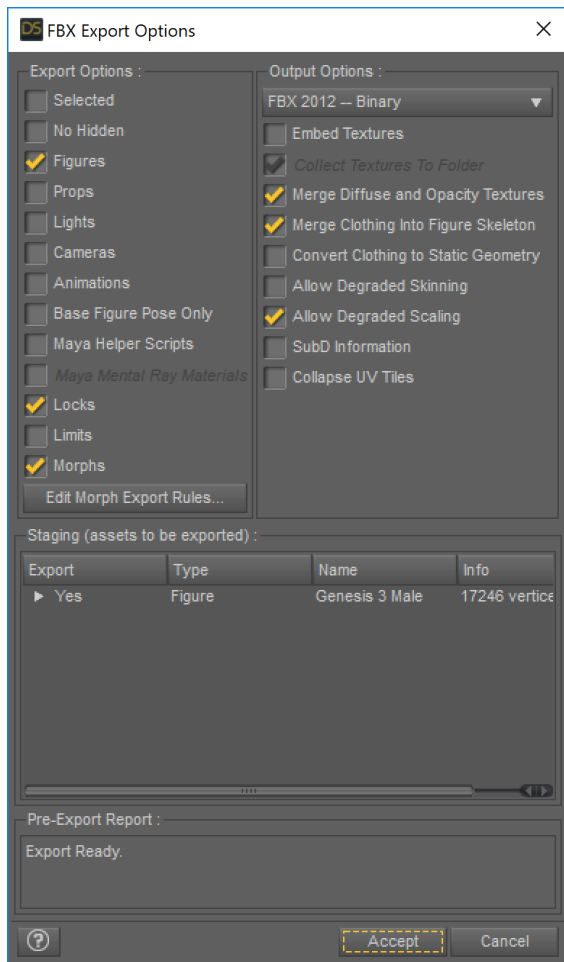 DS FBX Export Options
Export Options :
Selected
No Hidden
Figures
Props
Lights
Cameras
Animations
Base Figure Pose Only
Maya Helper Scripts
Maya Mental Ray Materials
Locks
Limits
Morphs
Edit Morph Export Rules...
Output Options :
FBX 2012 -- Binary
Embed Textures
Collect Textures To Folder
Merge Diffuse and Opacity Textures
Merge Clothing Into Figure Skeleton
Convert Clothing to Static Geometry
Allow Degraded Skinning
Allow Degraded Scaling
SubD Information
Collapse UV Tiles
Staging (assets to be exported) :
Export Type Name Info
Yes Figure Genesis 3 Male 17246 vertice
Pre-Export Report :
Export Ready.
? Accept Cancel